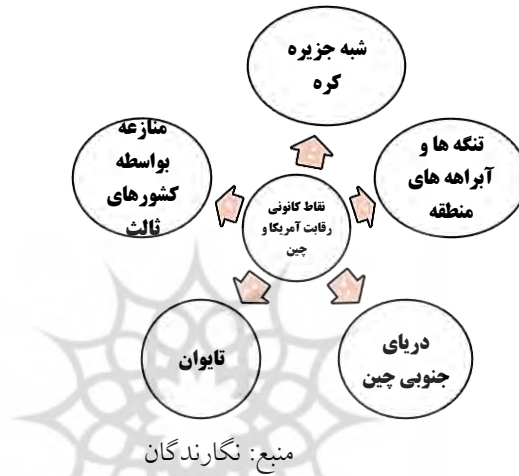 شبه جزیره
کره
تنگه ها و
آبراهه های
منطقه
منازعه
بواسطه
کشورهای
ثالث
نقاط کانونی
رقابت آمریکا و
چین
دریای
جنوبی چین
تایوان
منبع: نگارندگان